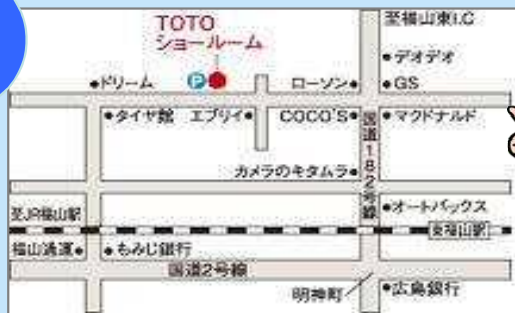 TOTO
ショールーム
至福山東I.C
デオデオ
ドリーム
P
ローソン
GS
タイヤ館
エブリイ
COCO'S
国道182号線
マクドナルド
カメラのキタムラ
至JR福山駅
オートバックス
東福山駅
福山通運
もみじ銀行
国道2号線
明神町
広島銀行